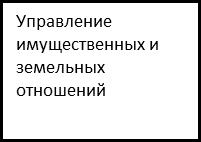 Управление
имущественных и
земельных
отношений